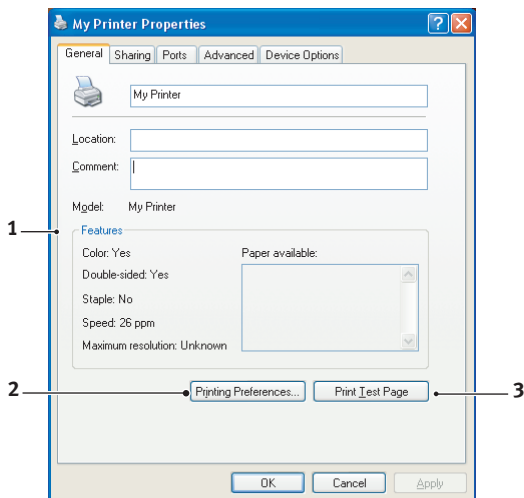 My Printer Properties
General Sharing Ports Advanced Device Options
My Printer
Location:
Comment:
Model: My Printer
1
Features
Color: Yes Paper available:
Double-sided: Yes
Staple: No
Speed: 26 ppm
Maximum resolution: Unknown
2 Printing Preferences... Print Test Page 3
OK Cancel Apply